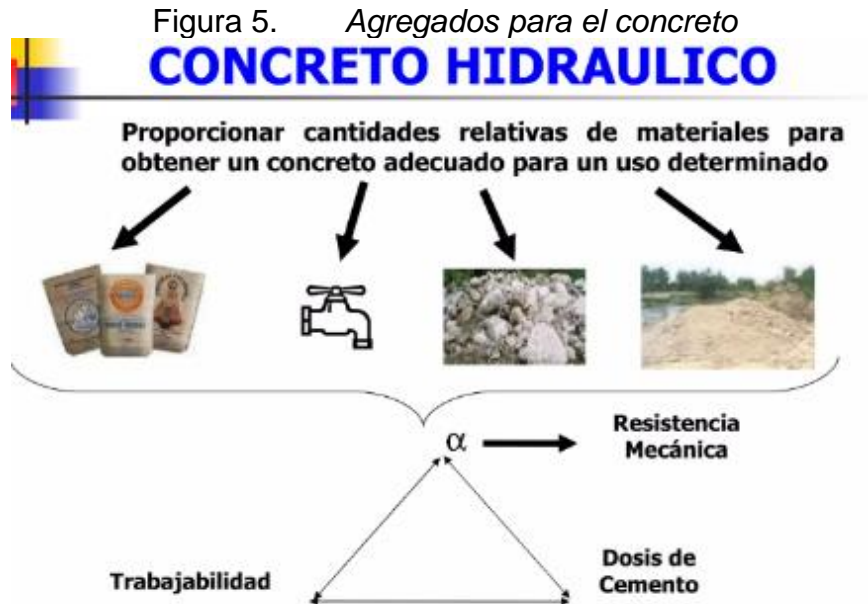 Figura 5. Agregados para el concreto
CONCRETO HIDRAULICO
Proporcionar cantidades relativas de materiales para
obtener un concreto adecuado para un uso determinado
α
Resistencia
Mecánica
Trabajabilidad
Dosis de
Cemento